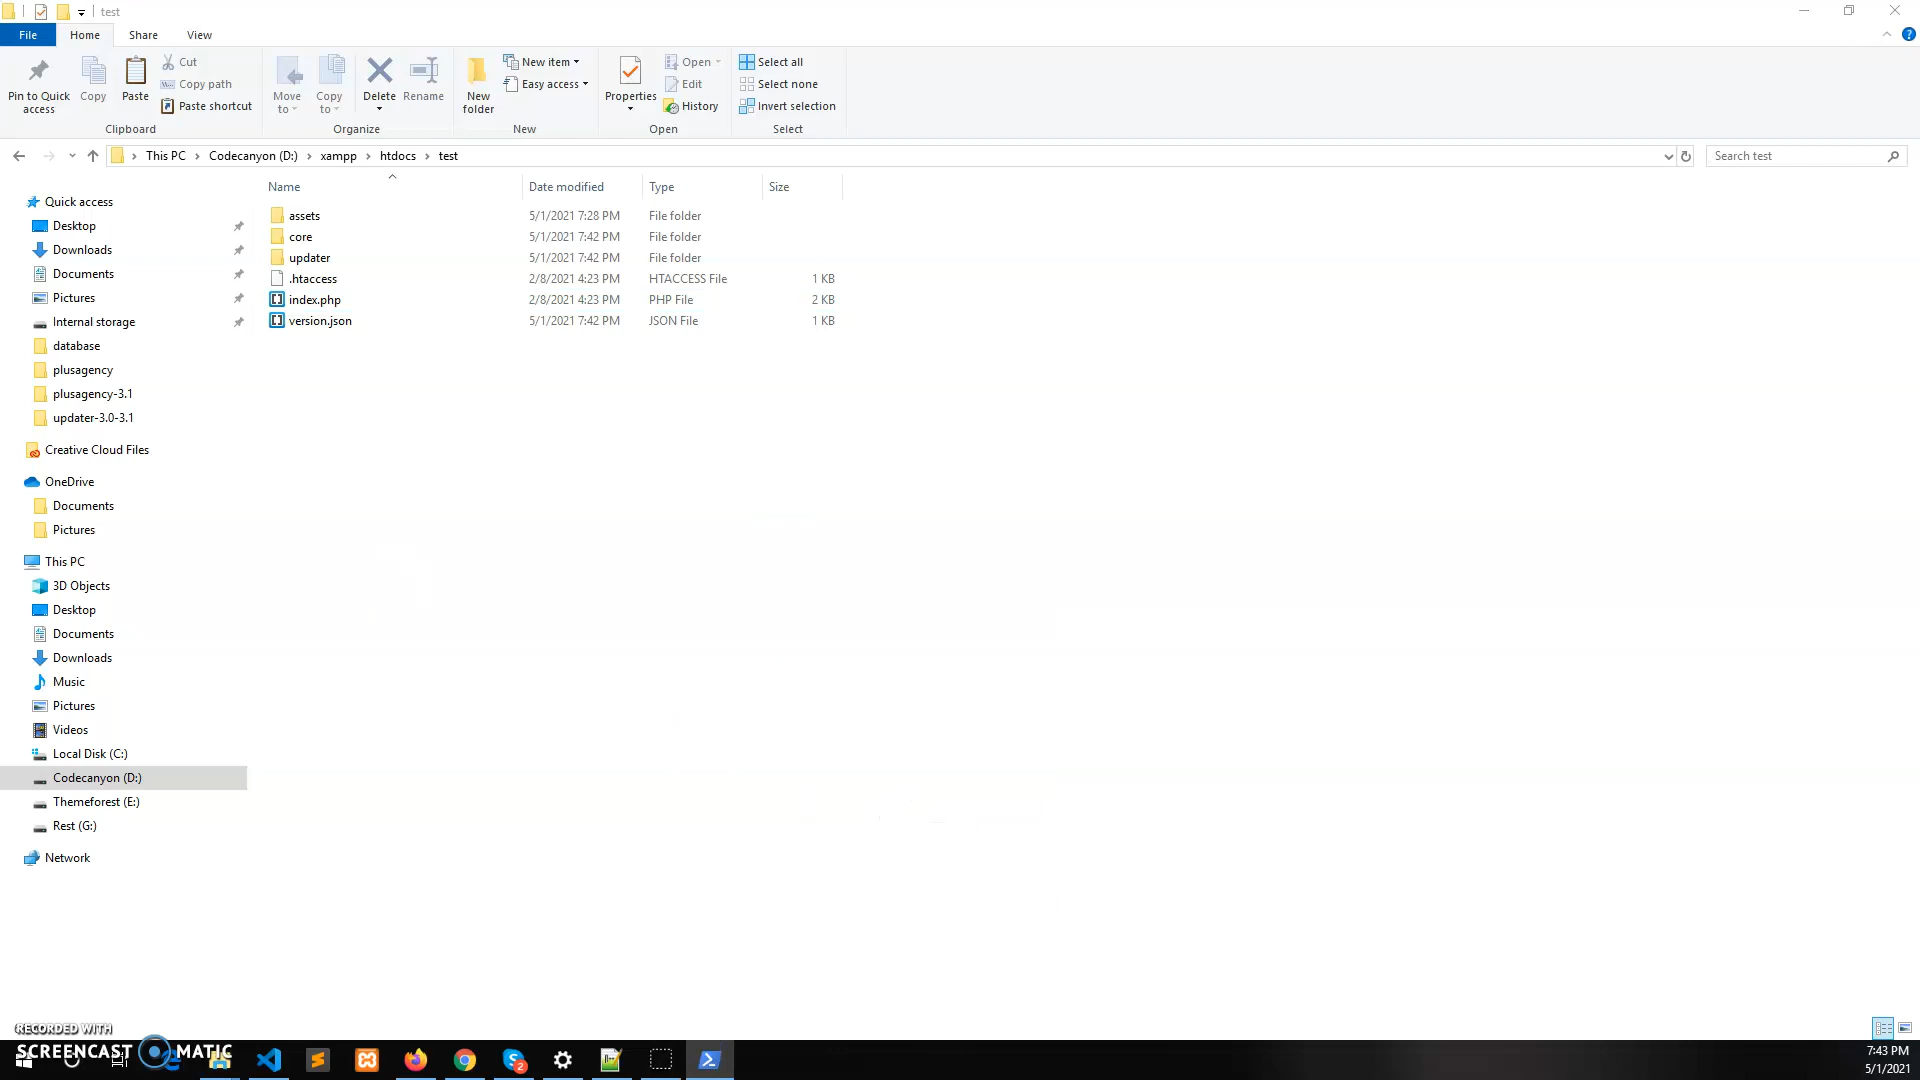 test
File Home Share View
Pin to Quick access
Copy
Paste
Cut
Copy path
Paste shortcut
Clipboard
Move to
Copy to
Delete
Rename
Organize
New folder
New item
Easy access
New
Properties
Open
Edit
History
Open
Select all
Select none
Invert selection
Select
This PC › Codecanyon (D:) › xampp › htdocs › test
Search test
Name Date modified Type Size
assets 5/1/2021 7:28 PM File folder
core 5/1/2021 7:42 PM File folder
updater 5/1/2021 7:42 PM File folder
.htaccess 2/8/2021 4:23 PM HTACCESS File 1 KB
index.php 2/8/2021 4:23 PM PHP File 2 KB
version.json 5/1/2021 7:42 PM JSON File 1 KB
Quick access
Desktop
Downloads
Documents
Pictures
Internal storage
database
plusagency
plusagency-3.1
updater-3.0-3.1
Creative Cloud Files
OneDrive
Documents
Pictures
This PC
3D Objects
Desktop
Documents
Downloads
Music
Pictures
Videos
Local Disk (C:)
Codecanyon (D:)
Themeforest (E:)
Rest (G:)
Network
RECORDED WITH
SCREENCAST MATIC
2
7:43 PM
5/1/2021